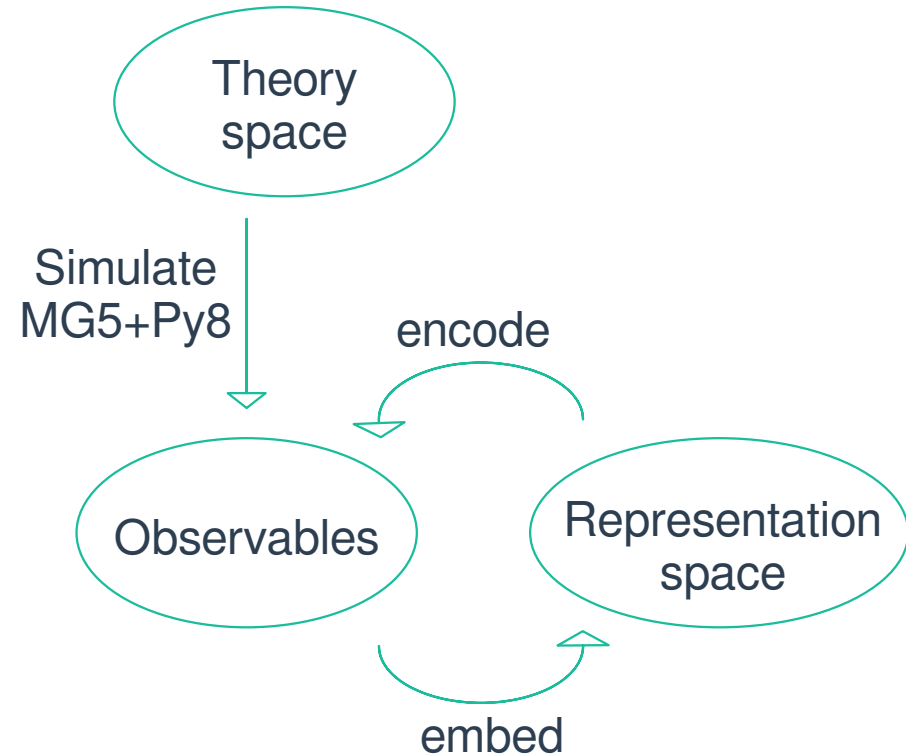 Theory
space
Simulate
MG5+Py8
encode
Observables
Representation
space
embed